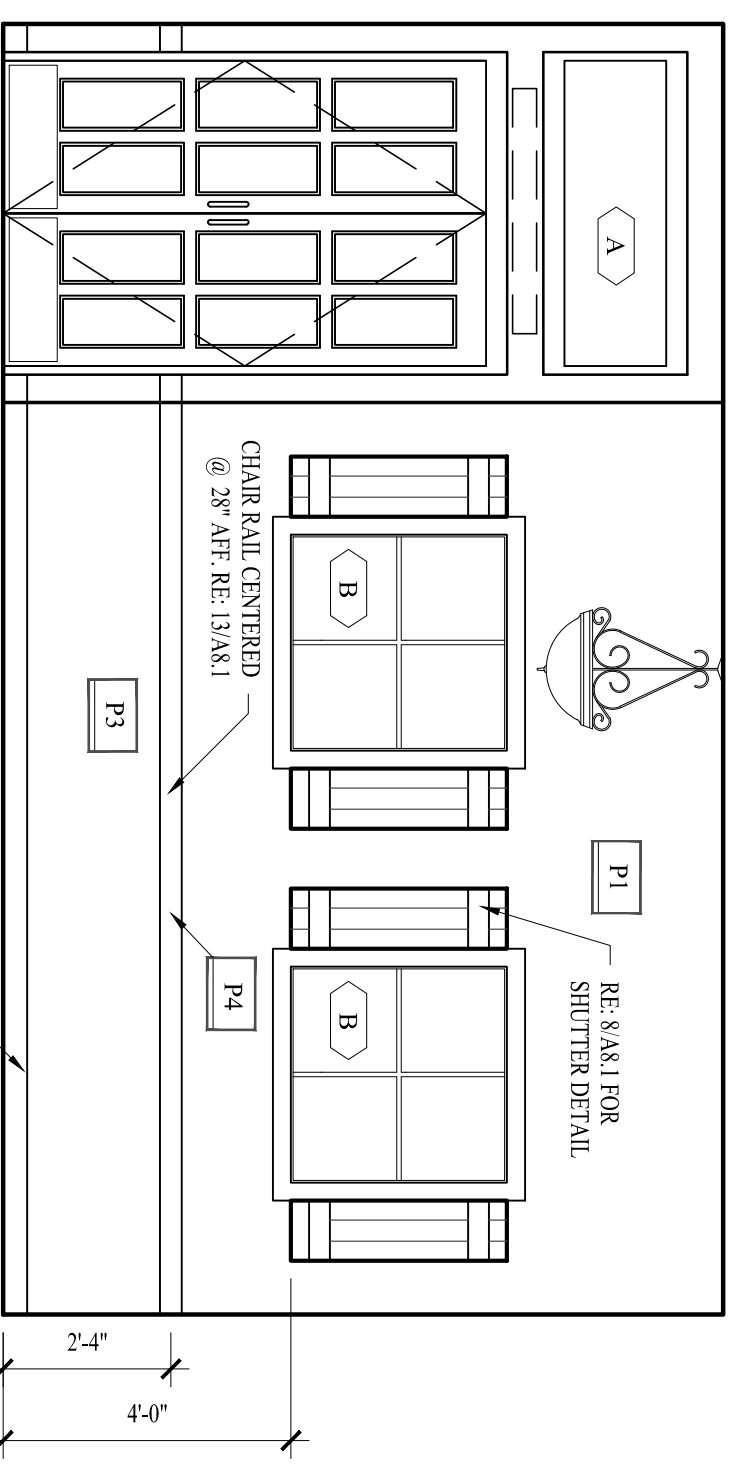 A
P1
RE: 8/A8.1 FOR
SHUTTER DETAIL
B
B
CHAIR RAIL CENTERED
@ 28" AFF. RE: 13/A8.1
P4
P3
2'-4"
4'-0"